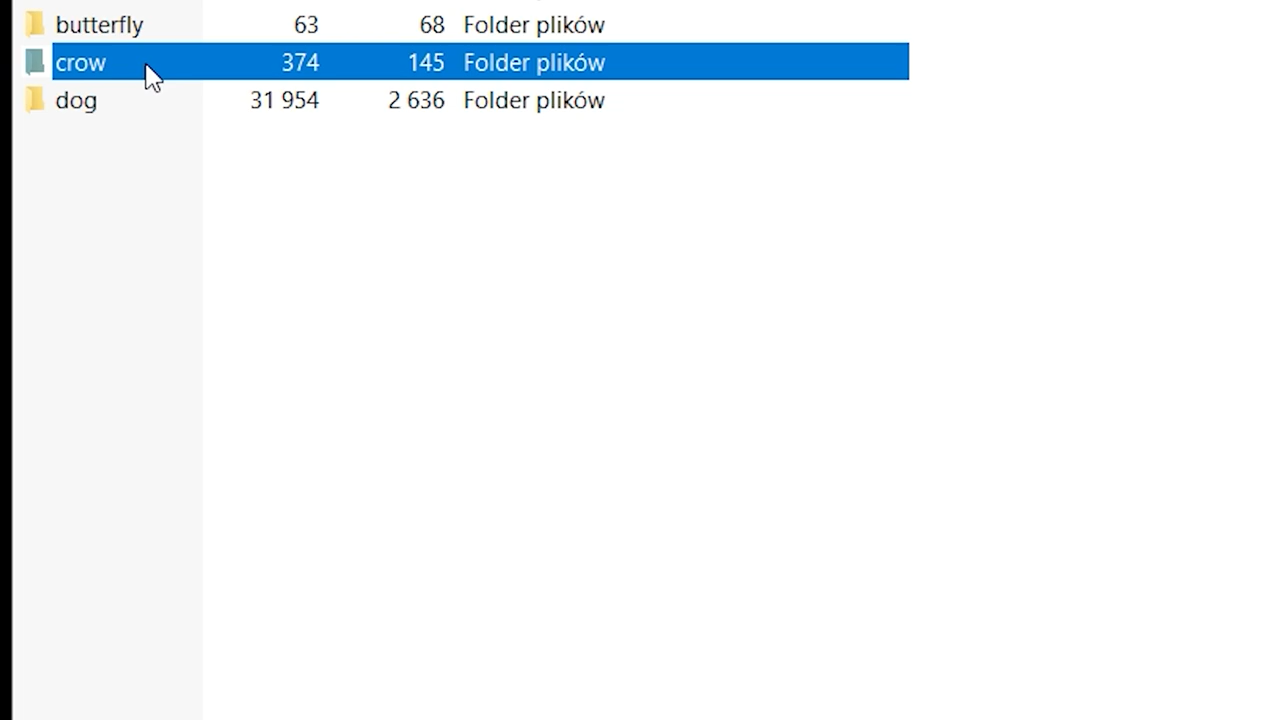 butterfly 63 68 Folder plików
crow 374 145 Folder plików
dog 31 954 2 636 Folder plików